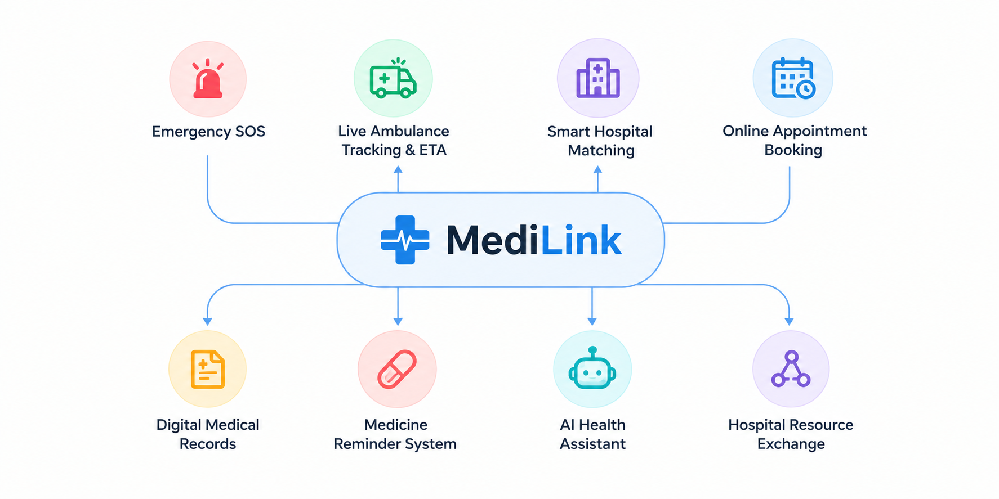 Emergency SOS
Live Ambulance
Tracking & ETA
Smart Hospital
Matching
Online Appointment
Booking
MediLink
Digital Medical
Records
Medicine
Reminder System
AI Health
Assistant
Hospital Resource
Exchange